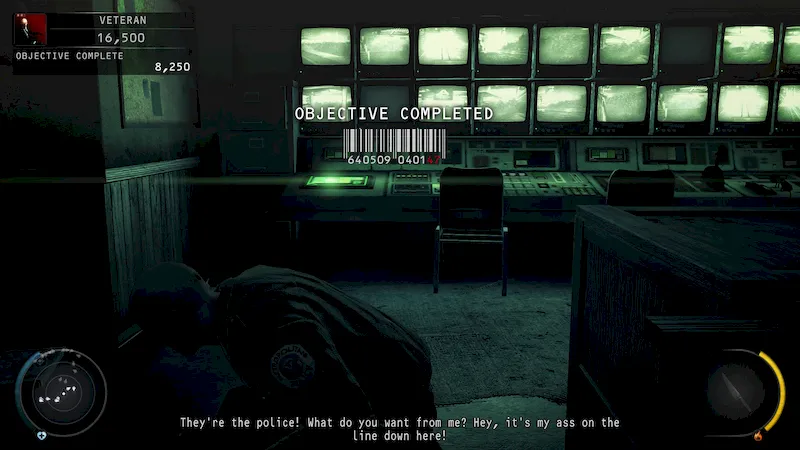 VETERAN
16,500
OBJECTIVE COMPLETE
8,250
OBJECTIVE COMPLETED
640509 040147
They're the police! What do you want from me? Hey, it's my ass on the
line down here!